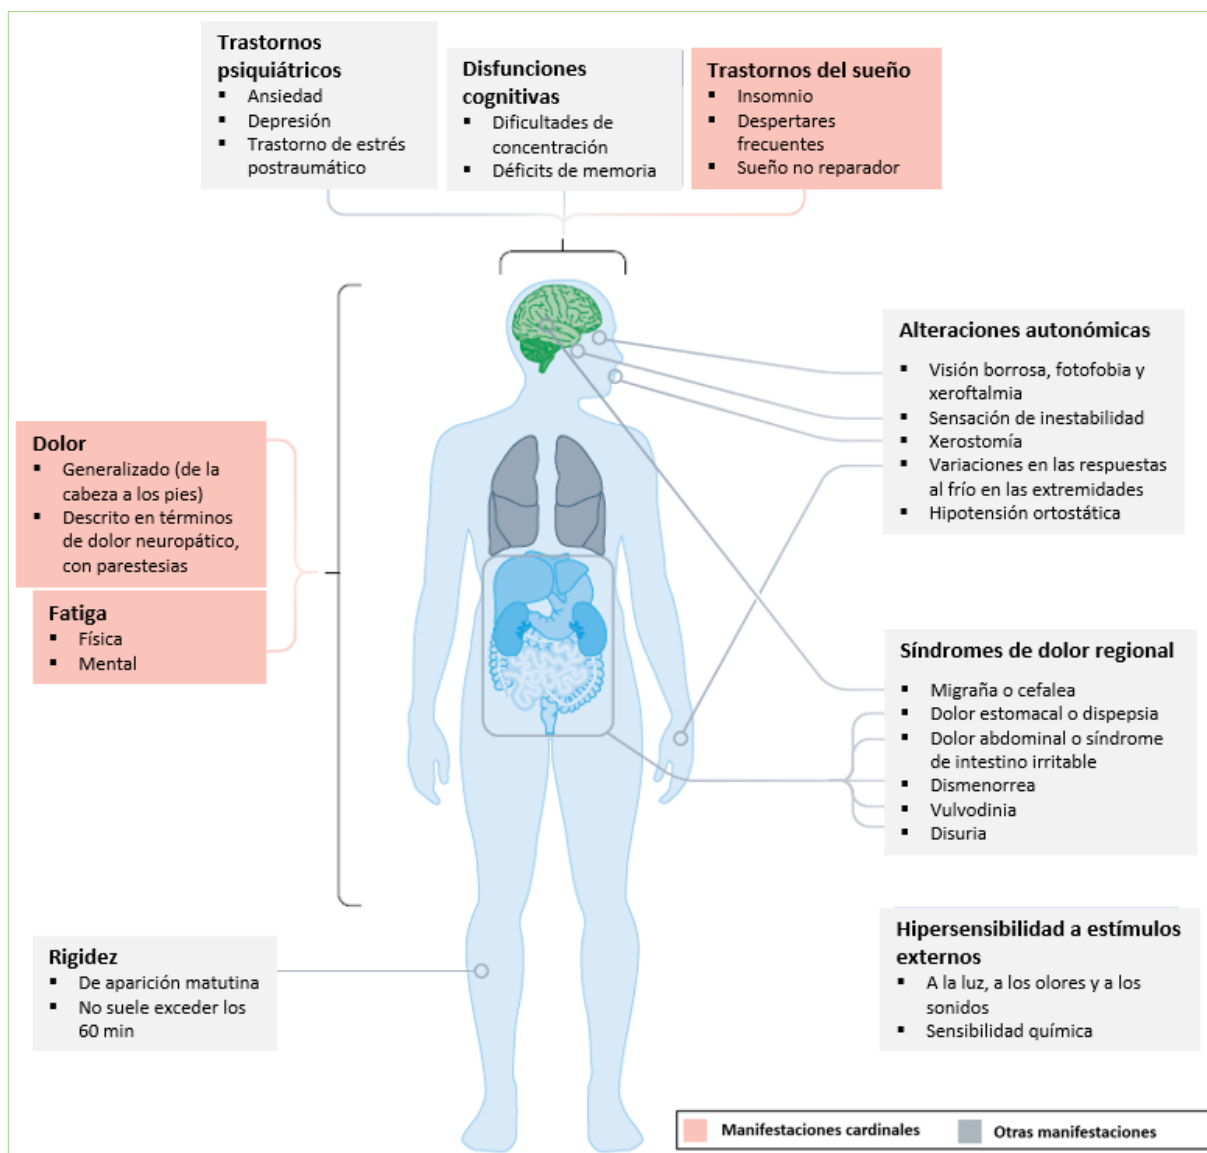 Trastornos
psiquiátricos
▪ Ansiedad
▪ Depresión
▪ Trastorno de estrés
postraumático
Disfunciones
cognitivas
▪ Dificultades de
concentración
▪ Déficits de memoria
Trastornos del sueño
▪ Insomnio
▪ Despertares
frecuentes
▪ Sueño no reparador
Alteraciones autonómicas
▪ Visión borrosa, fotofobia y
xeroftalmia
▪ Sensación de inestabilidad
▪ Xerostomía
▪ Variaciones en las respuestas
al frío en las extremidades
▪ Hipotensión ortostática
Dolor
▪ Generalizado (de la
cabeza a los pies)
▪ Descrito en términos
de dolor neuropático,
con parestesias
Fatiga
▪ Física
▪ Mental
Síndromes de dolor regional
▪ Migraña o cefalea
▪ Dolor estomacal o dispepsia
▪ Dolor abdominal o síndrome
de intestino irritable
▪ Dismenorrea
▪ Vulvodinia
▪ Disuria
Rigidez
▪ De aparición matutina
▪ No suele exceder los
60 min
Hipersensibilidad a estímulos
externos
▪ A la luz, a los olores y a los
sonidos
▪ Sensibilidad química
Manifestaciones cardinales
Otras manifestaciones